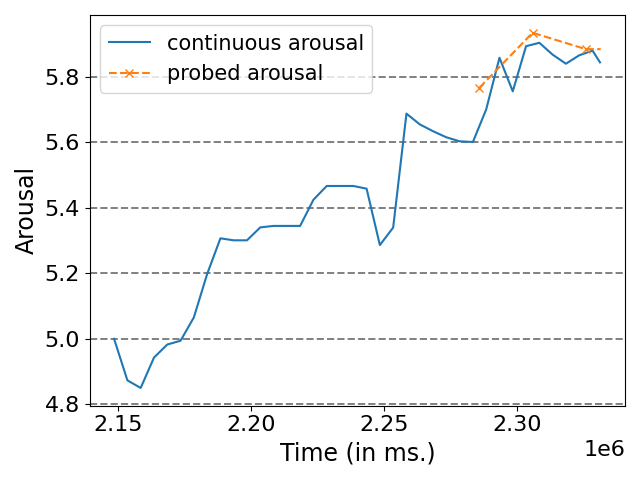 continuous arousal
probed arousal
5.8
5.6
5.4
5.2
5.0
4.8
Arousal
2.15
2.20
2.25
2.30
1e6
Time (in ms.)